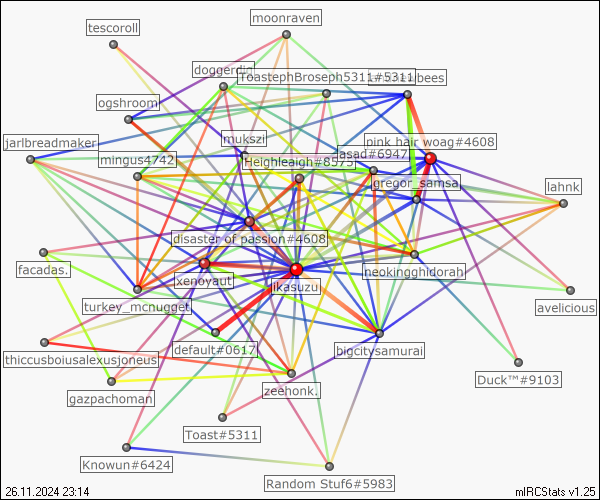 moonraven
tescoroll
doggerdig
ToastephBroseph5311#5311
bees
ogshroom
mukszi
pink hair woag#4608
jarlbreadmaker
mingus4742
Heighleaigh#8575
asad#6947
gregor_samsa.
lahnk
disaster of passion#4608
facadas.
xenoyaut
ikasuzu.
neokingghidorah
turkey_mcnugget
avelicious
thiccusboiusalexusjoneus
default#0617
bigcitysamurai
gazpachoman
zeehonk.
Duck™#9103
Toast#5311
Knowun#6424
Random Stuf6#5983
26.11.2024 23:14
mIRCStats v1.25